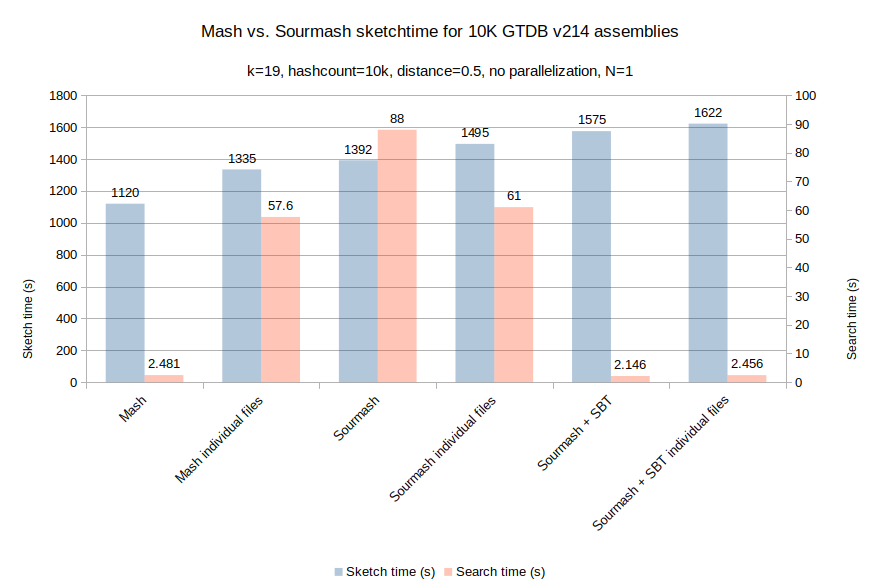 Mash vs. Sourmash sketchtime for 10K GTDB v214 assemblies
k=19, hashcount=10k, distance=0.5, no parallelization, N=1
1800
1600
1400
1200
1000
800
600
400
200
0
Sketch time (s)
1120
2.481
1335
57.6
1392
88
1495
61
1575
2.146
1622
2.456
100
90
80
70
60
50
40
30
20
10
0
Search time (s)
Mash
Mash individual files
Sourmash
Sourmash individual files
Sourmash + SBT
Sourmash + SBT individual files
Sketch time (s)
Search time (s)